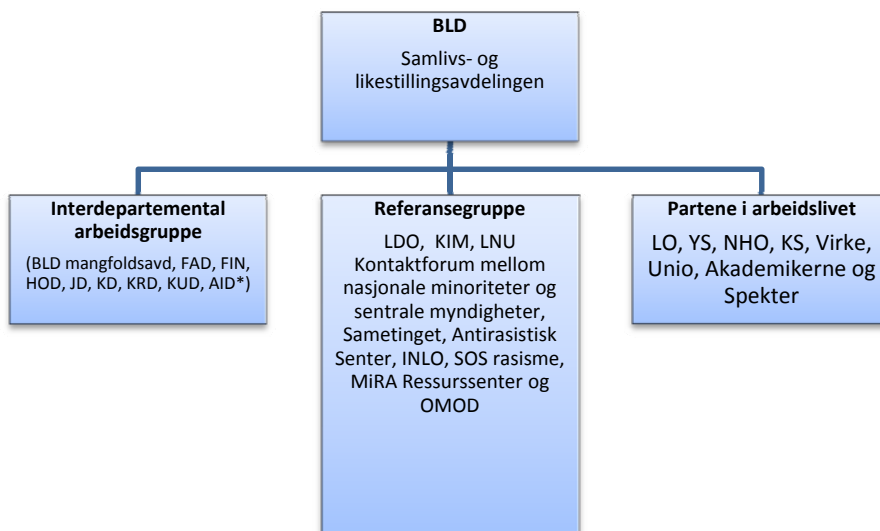 BLD
Samlivs- og
likestillingsavdelingen
Interdepartemental
arbeidsgruppe
(BLD mangfoldsavd, FAD, FIN,
HOD, JD, KD, KRD, KUD, AID*)
Referansegruppe
LDO, KIM, LNU
Kontaktforum mellom
nasjonale minoriteter og
sentrale myndigheter,
Sametinget, Antirasistisk
Senter, INLO, SOS rasisme,
MiRA Ressurssenter og
OMOD
Partene i arbeidslivet
LO, YS, NHO, KS, Virke,
Unio, Akademikerne og
Spekter